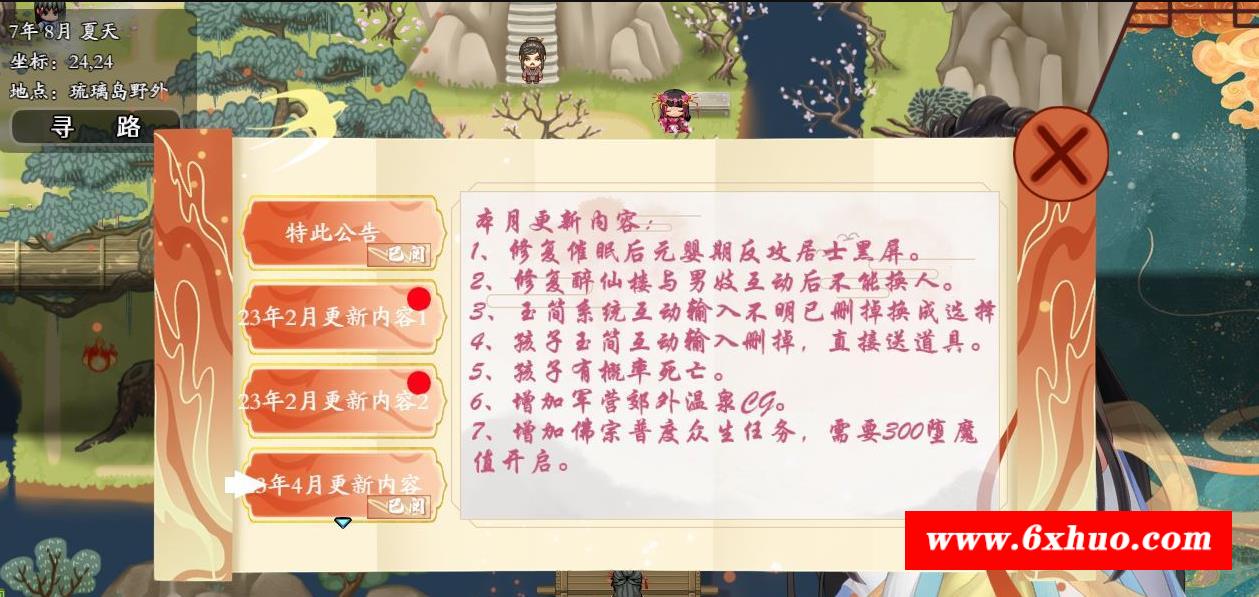 7年 8月 夏天
坐标：24,24
地点：琉璃岛野外
寻 路
特此公告
已阅
23年2月更新内容1
23年2月更新内容2
23年4月更新内容
已阅
本月更新内容：
1、修复催眠后元婴期反攻居士黑屏。
2、修复醉仙楼与男妓互动后不能换人。
3、玉简系统互动输入不明已删掉换成选择
4、孩子玉简互动输入删掉，直接送道具。
5、孩子有概率死亡。
6、增加军营郊外温泉CG。
7、增加佛宗普度众生任务，需要300堕魔
值开启。
www.6xhuo.com